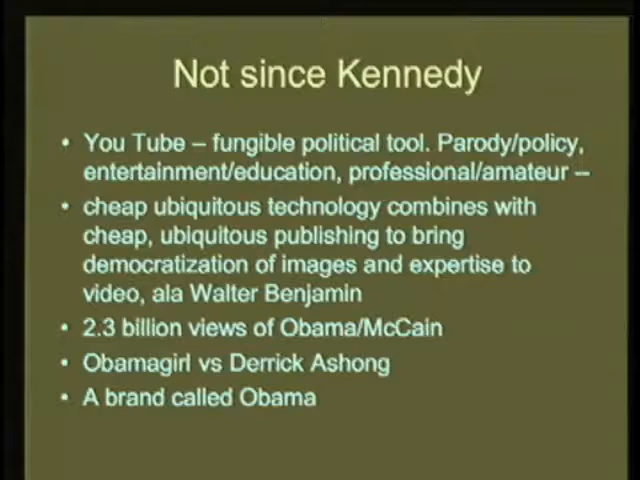 Not since Kennedy
• You Tube – fungible political tool. Parody/policy,
entertainment/education, professional/amateur --
• cheap ubiquitous technology combines with
cheap, ubiquitous publishing to bring
democratization of images and expertise to
video, ala Walter Benjamin
• 2.3 billion views of Obama/McCain
• Obamagirl vs Derrick Ashong
• A brand called Obama